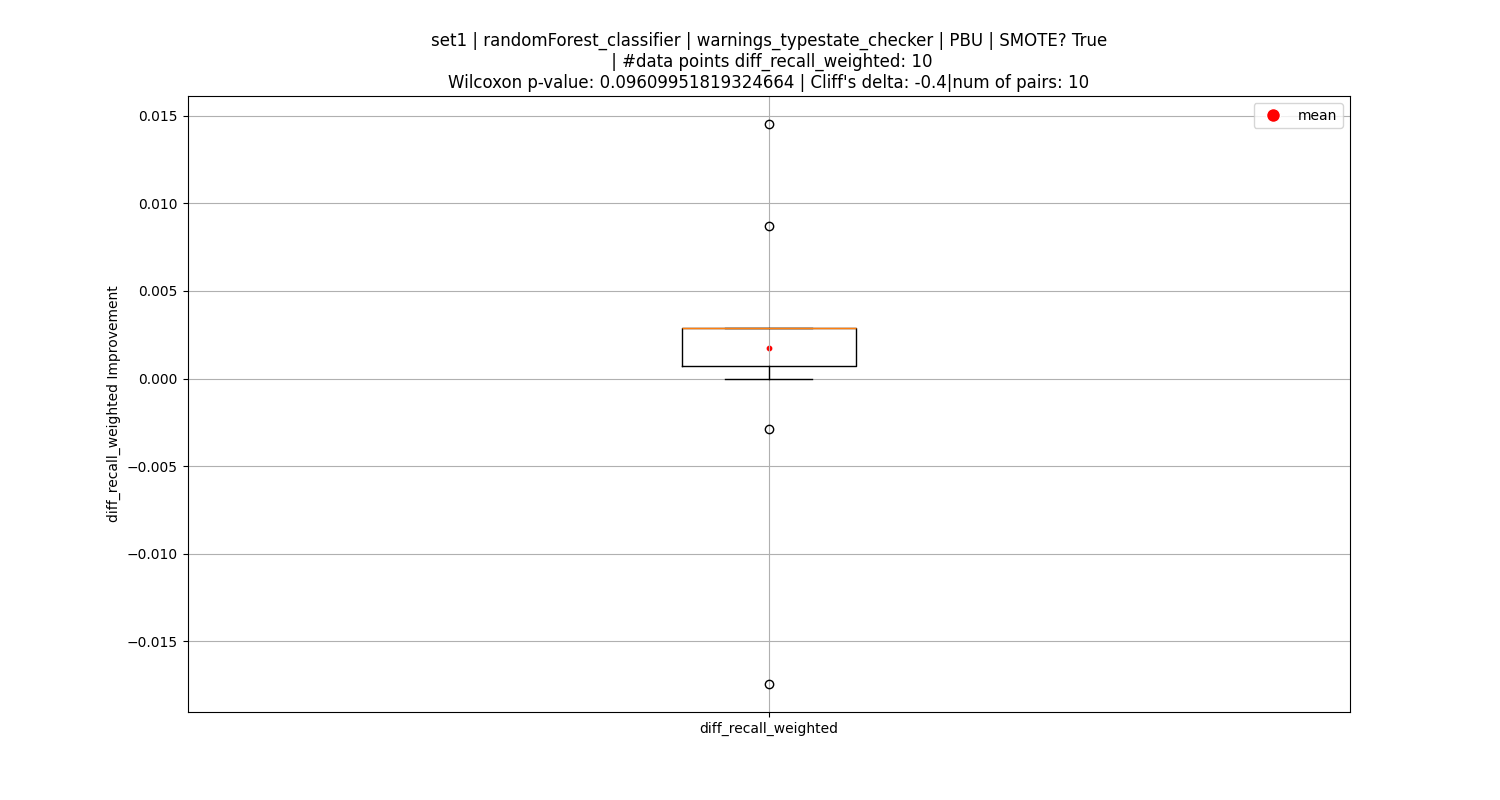 set1 | randomForest_classifier | warnings_typestate_checker | PBU | SMOTE? True
| #data points diff_recall_weighted: 10
Wilcoxon p-value: 0.09609951819324664 | Cliff's delta: -0.4|num of pairs: 10
mean
0.015
0.010
0.005
0.000
−0.005
−0.010
−0.015
diff_recall_weighted Improvement
diff_recall_weighted